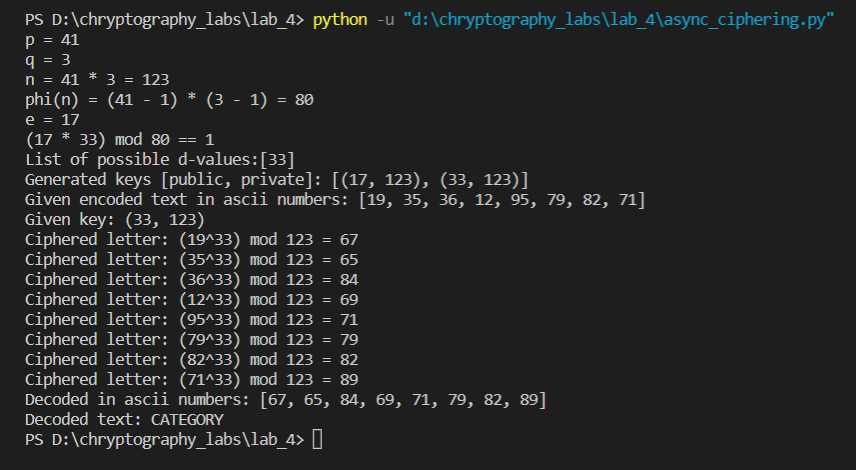 PS D:\chryptography_labs\lab_4> python -u "d:\chryptography_labs\lab_4\async_ciphering.py"
p = 41
q = 3
n = 41 * 3 = 123
phi(n) = (41 - 1) * (3 - 1) = 80
e = 17
(17 * 33) mod 80 == 1
List of possible d-values:[33]
Generated keys [public, private]: [(17, 123), (33, 123)]
Given encoded text in ascii numbers: [19, 35, 36, 12, 95, 79, 82, 71]
Given key: (33, 123)
Ciphered letter: (19^33) mod 123 = 67
Ciphered letter: (35^33) mod 123 = 65
Ciphered letter: (36^33) mod 123 = 84
Ciphered letter: (12^33) mod 123 = 69
Ciphered letter: (95^33) mod 123 = 71
Ciphered letter: (79^33) mod 123 = 79
Ciphered letter: (82^33) mod 123 = 82
Ciphered letter: (71^33) mod 123 = 89
Decoded in ascii numbers: [67, 65, 84, 69, 71, 79, 82, 89]
Decoded text: CATEGORY
PS D:\chryptography_labs\lab_4>